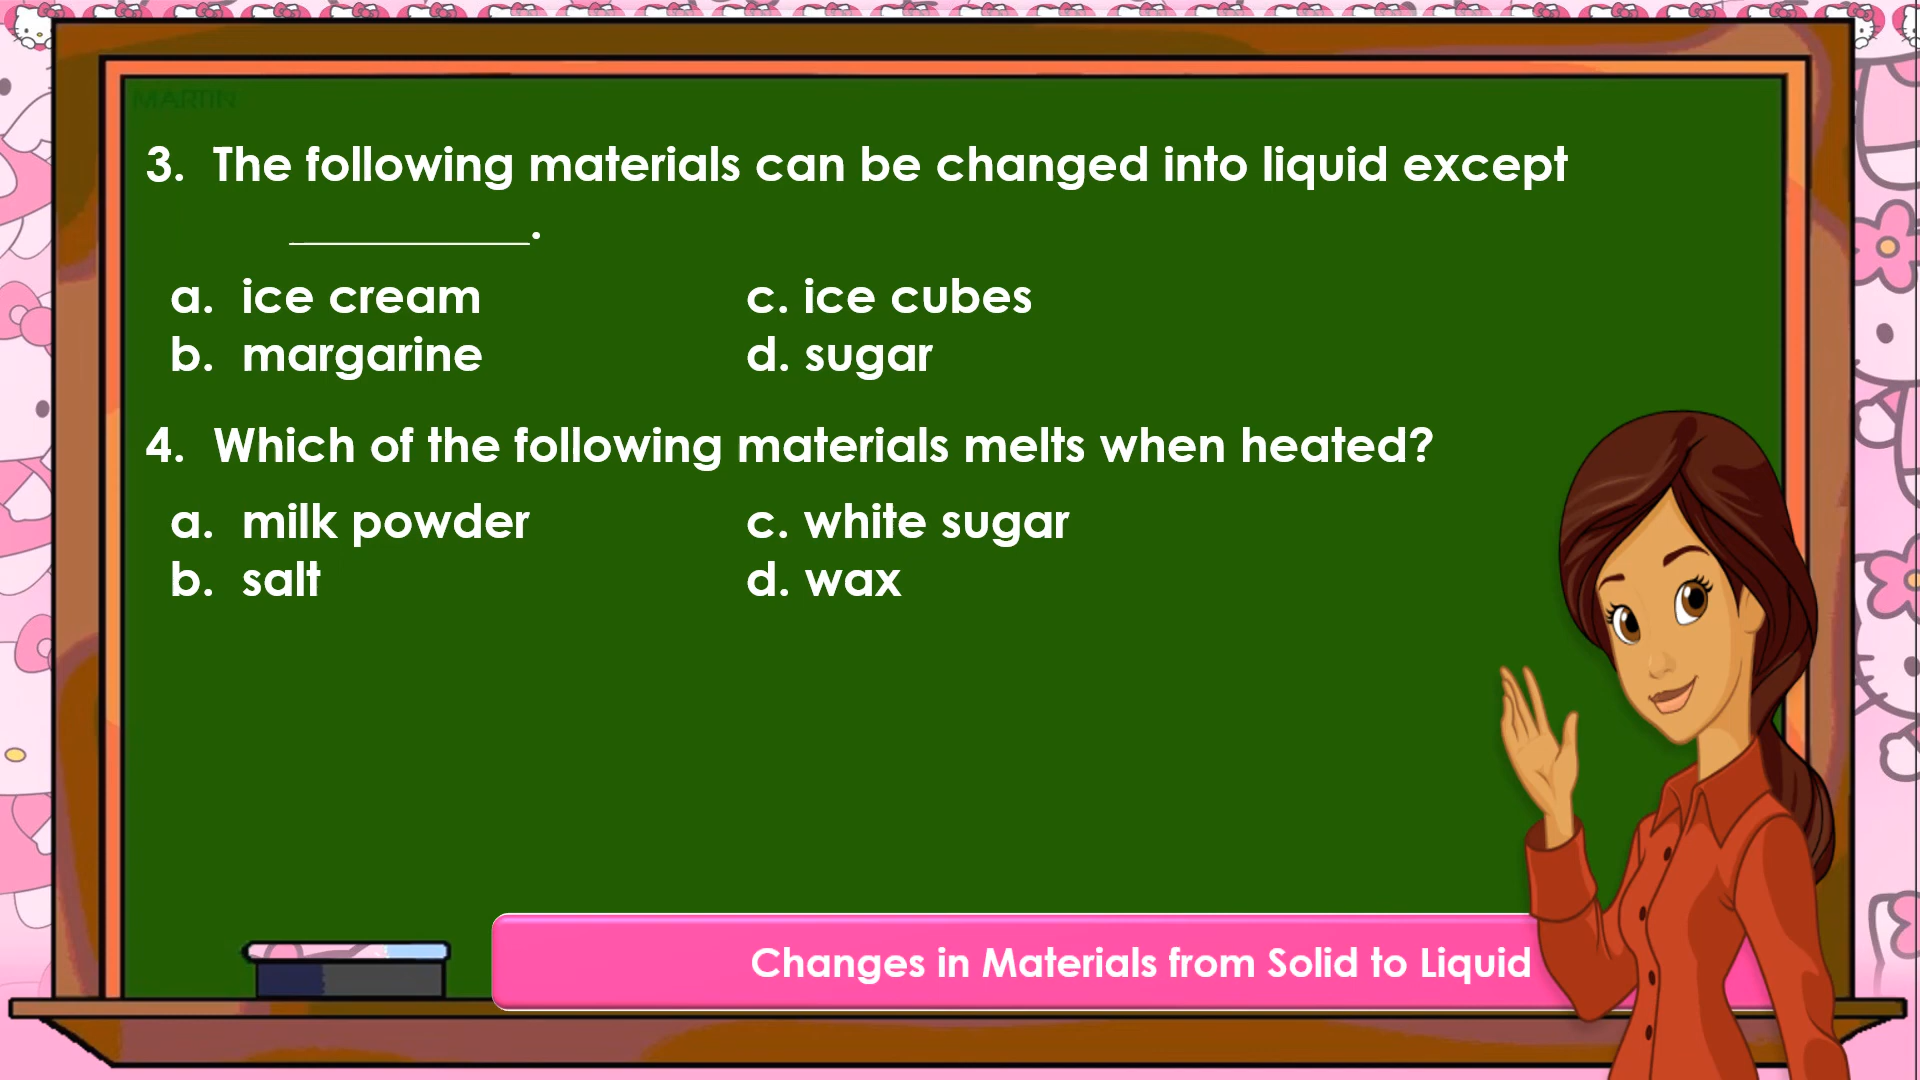 MARTIN
3. The following materials can be changed into liquid except
____________.
a. ice cream c. ice cubes
b. margarine d. sugar
4. Which of the following materials melts when heated?
a. milk powder c. white sugar
b. salt d. wax
Changes in Materials from Solid to Liquid